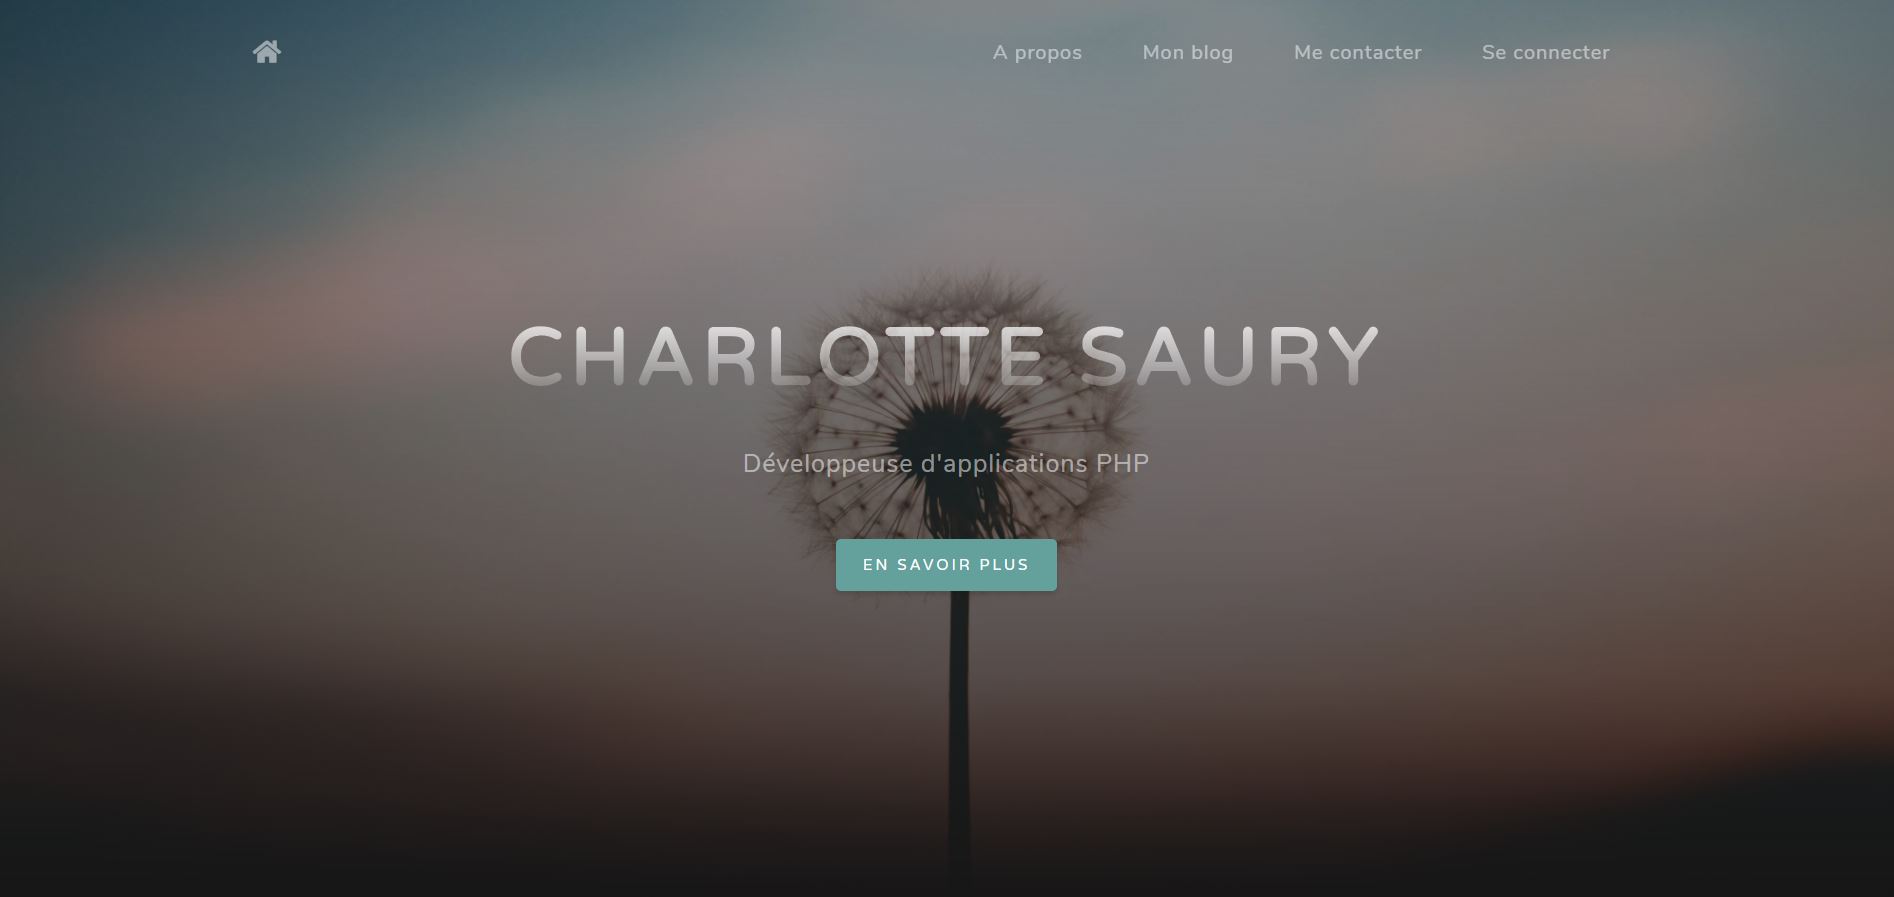 A propos
Mon blog
Me contacter
Se connecter
CHARLOTTE SAURY
Développeuse d'applications PHP
EN SAVOIR PLUS